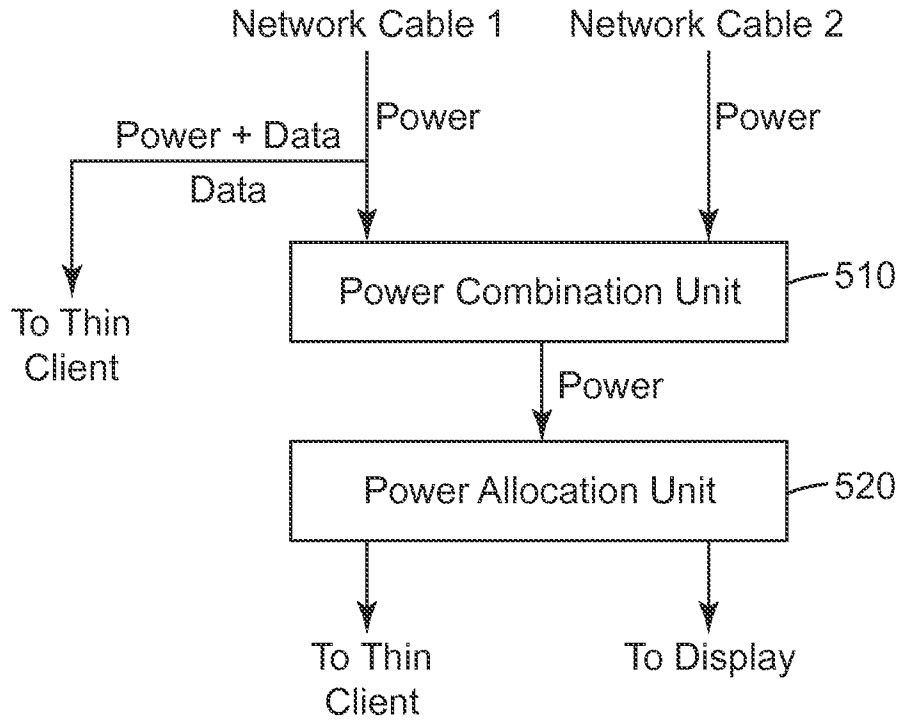 Network Cable 1
Network Cable 2
Power
Power
Power + Data
Data
To Thin
Client
Power Combination Unit
510
Power
Power Allocation Unit
520
To Thin
Client
To Display